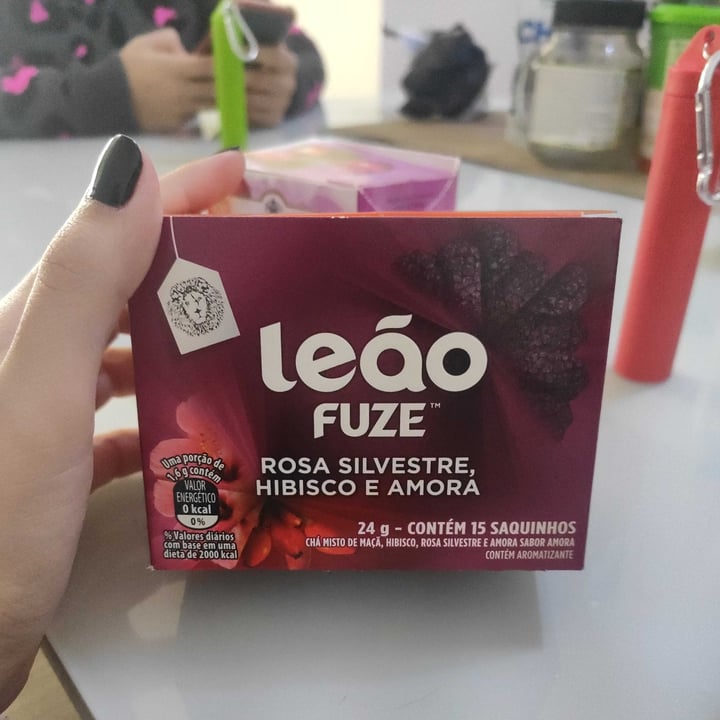 leão
FUZE™
ROSA SILVESTRE,
HIBISCO E AMORA
Uma porção de
1,6 g contém
VALOR
ENERGÉTICO
0 kcal
0%
% Valores diários
com base em uma
dieta de 2000 kcal
24 g – CONTÉM 15 SAQUINHOS
CHÁ MISTO DE MAÇÃ, HIBISCO, ROSA SILVESTRE E AMORA SABOR AMORA
CONTÉM AROMATIZANTE